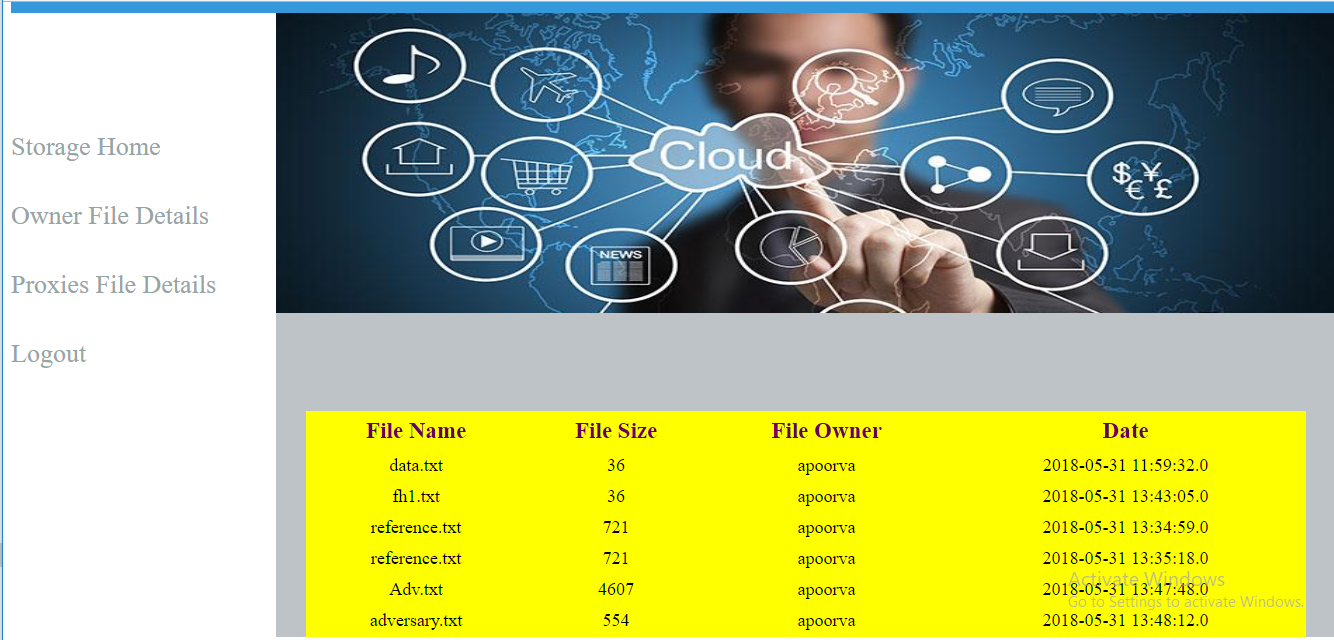 Storage Home
Owner File Details
Proxies File Details
Logout
Cloud
NEWS
$ ¥
€ £
File Name File Size File Owner Date
data.txt 36 apoorva 2018-05-31 11:59:32.0
fh1.txt 36 apoorva 2018-05-31 13:43:05.0
reference.txt 721 apoorva 2018-05-31 13:34:59.0
reference.txt 721 apoorva 2018-05-31 13:35:18.0
Adv.txt 4607 apoorva 2018-05-31 13:47:48.0
adversary.txt 554 apoorva 2018-05-31 13:48:12.0
Activate Windows
Go to Settings to activate Windows.